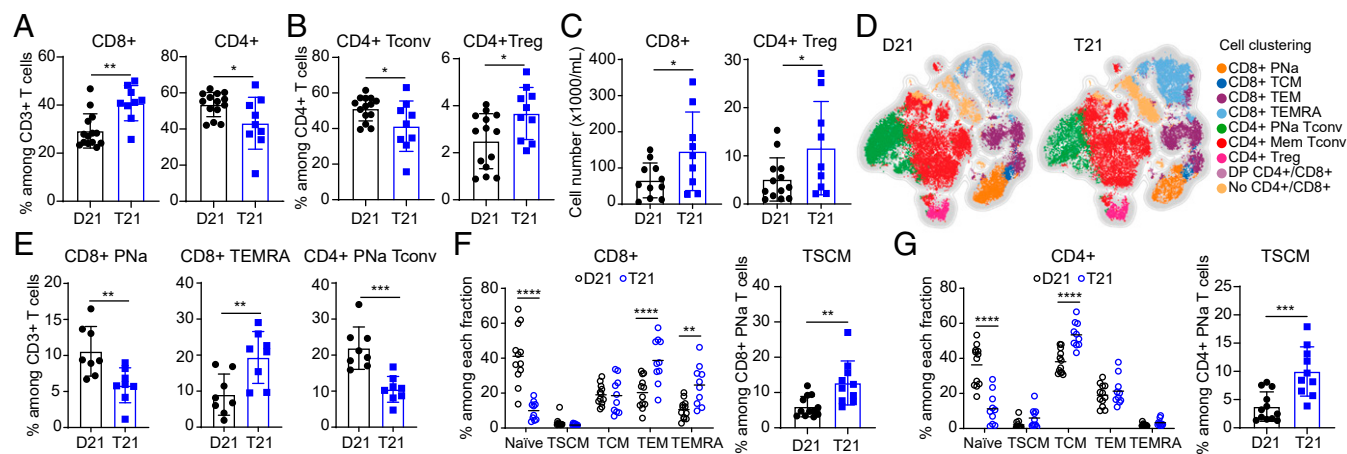 A
CD8+
CD4+
% among CD3+ T cells
60
40
20
0
**
D21
T21
80
60
40
20
0
*
D21
T21
B
CD4+ Tconv
CD4+Treg
% among CD4+ T cells
80
60
40
20
0
*
D21
T21
6
4
2
0
*
D21
T21
C
CD8+
CD4+ Treg
Cell number (x1000/mL)
400
300
200
100
0
*
D21
T21
30
20
10
0
*
D21
T21
D
D21
T21
Cell clustering
CD8+ PNa
CD8+ TCM
CD8+ TEM
CD8+ TEMRA
CD4+ PNa Tconv
CD4+ Mem Tconv
CD4+ Treg
DP CD4+/CD8+
No CD4+/CD8+
E
CD8+ PNa
CD8+ TEMRA
CD4+ PNa Tconv
% among CD3+ T cells
20
15
10
5
0
**
D21
T21
40
30
20
10
0
**
D21
T21
40
30
20
10
0
***
D21
T21
F
CD8+
D21
T21
% among each fraction
80
60
40
20
0
****
****
**
Naïve
TSCM
TCM
TEM
TEMRA
TSCM
% among CD8+ PNa T cells
40
30
20
10
0
**
D21
T21
G
CD4+
D21
T21
% among each fraction
80
60
40
20
0
****
****
Naïve
TSCM
TCM
TEM
TEMRA
TSCM
% among CD4+ PNa T cells
20
15
10
5
0
***
D21
T21